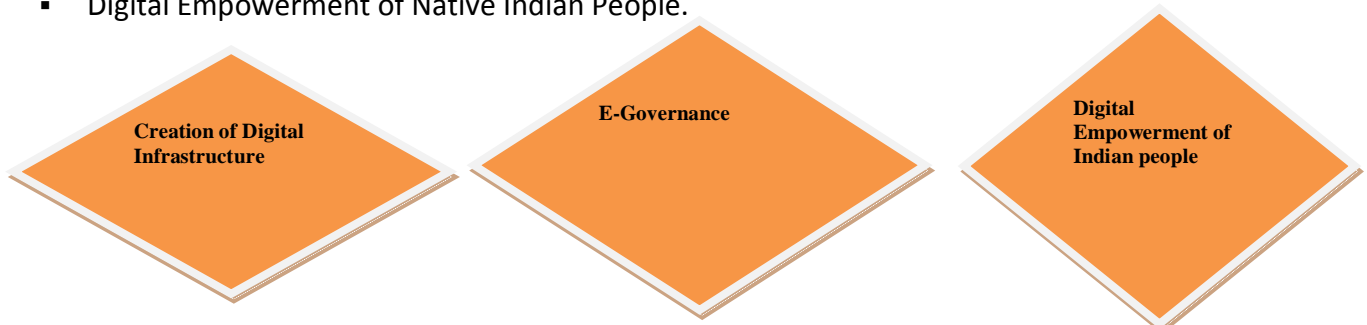 ▪ Digital Empowerment of Native Indian People.
Creation of Digital
Infrastructure
E-Governance
Digital
Empowerment of
Indian people